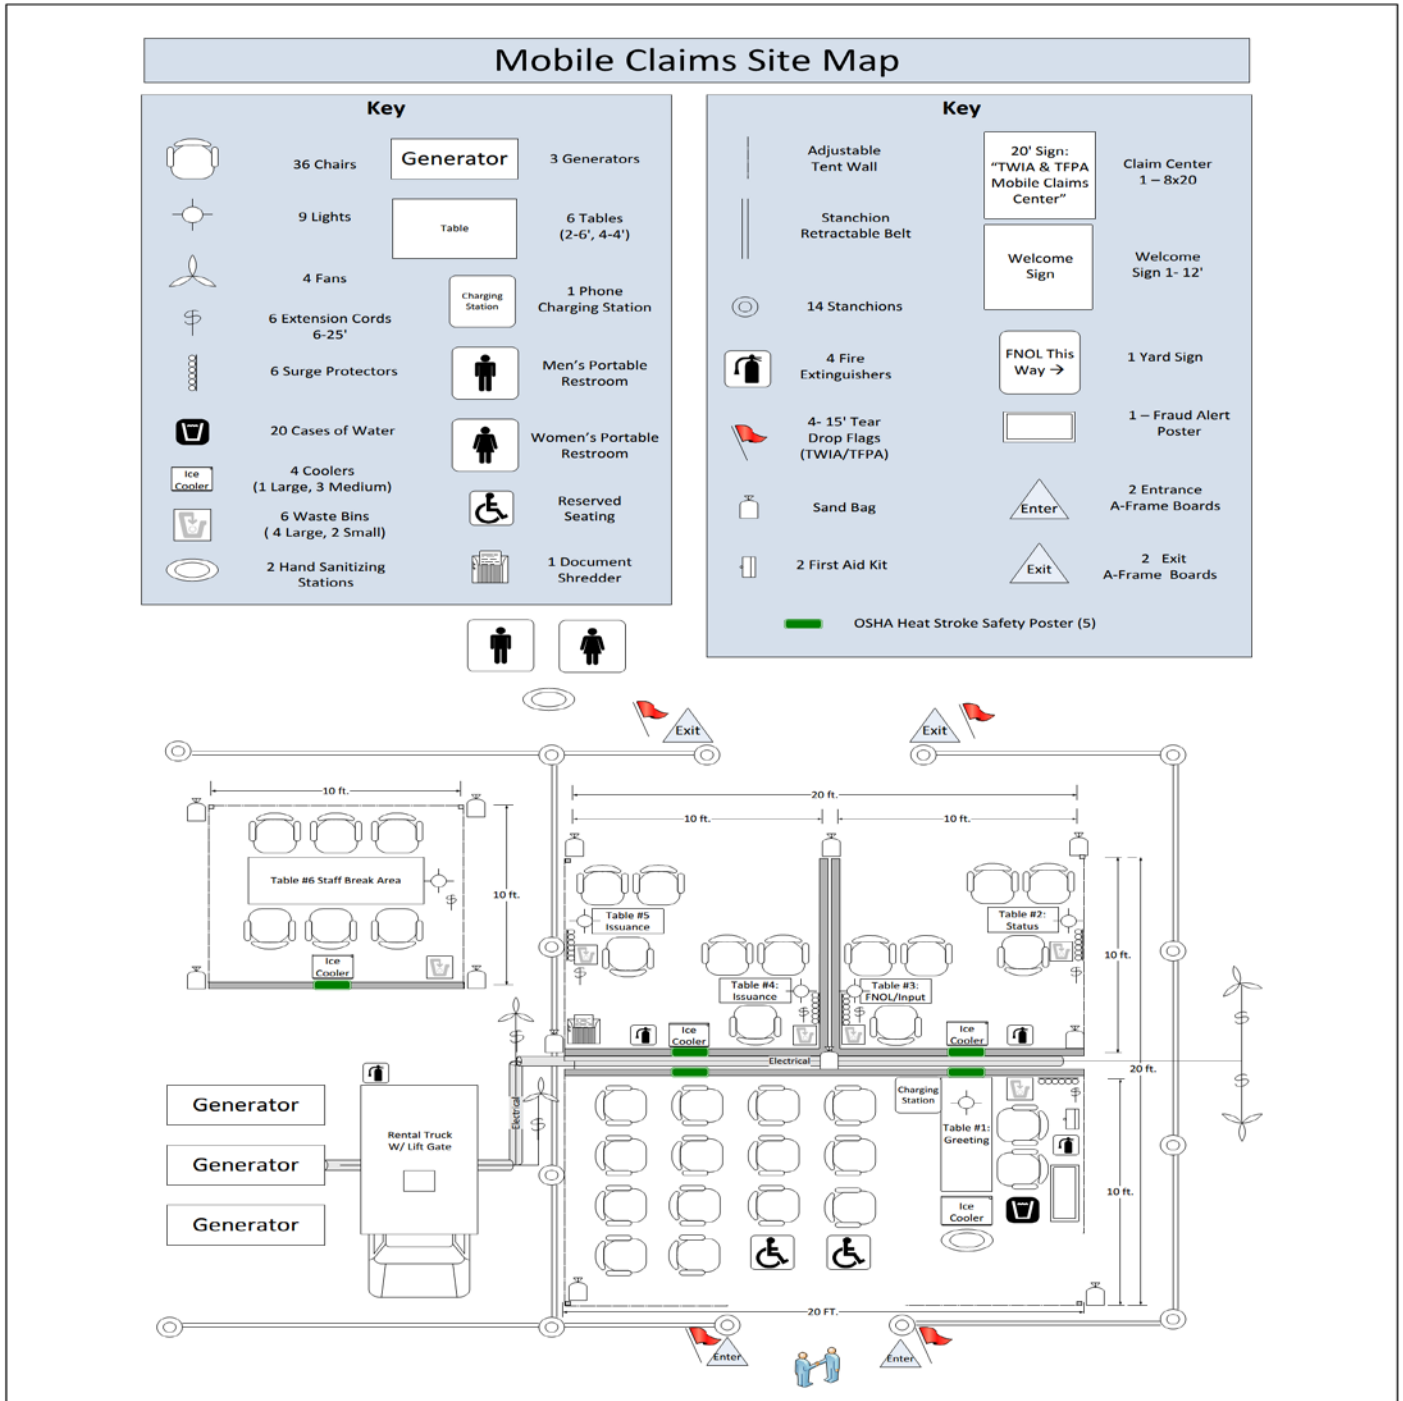 Mobile Claims Site Map
Key
36 Chairs
Generator
3 Generators
9 Lights
Table
6 Tables
(2-6', 4-4')
4 Fans
Charging
Station
1 Phone
Charging Station
6 Extension Cords
6-25'
6 Surge Protectors
Men's Portable
Restroom
20 Cases of Water
Women's Portable
Restroom
Ice
Cooler
4 Coolers
(1 Large, 3 Medium)
Reserved
Seating
6 Waste Bins
( 4 Large, 2 Small)
2 Hand Sanitizing
Stations
1 Document
Shredder
Key
Adjustable
Tent Wall
20' Sign:
"TWIA & TFPA
Mobile Claims
Center"
Claim Center
1 – 8x20
Stanchion
Retractable Belt
Welcome
Sign
Welcome
Sign 1- 12'
14 Stanchions
4 Fire
Extinguishers
FNOL This
Way →
1 Yard Sign
4- 15' Tear
Drop Flags
(TWIA/TFPA)
1 – Fraud Alert
Poster
Sand Bag
Enter
2 Entrance
A-Frame Boards
2 First Aid Kit
Exit
2 Exit
A-Frame Boards
OSHA Heat Stroke Safety Poster (5)
Exit
Exit
10 ft.
20 ft.
10 ft.
10 ft.
Table #6 Staff Break Area
10 ft.
Ice
Cooler
Table #5
Issuance
Table #2:
Status
10 ft.
Table #4:
Issuance
Table #3:
FNOL/Input
Ice
Cooler
Ice
Cooler
Electrical
20 ft.
Generator
Generator
Generator
Rental Truck
W/ Lift Gate
Electrical
Charging
Station
Table #1:
Greeting
10 ft.
Ice
Cooler
20 FT.
Enter
Enter